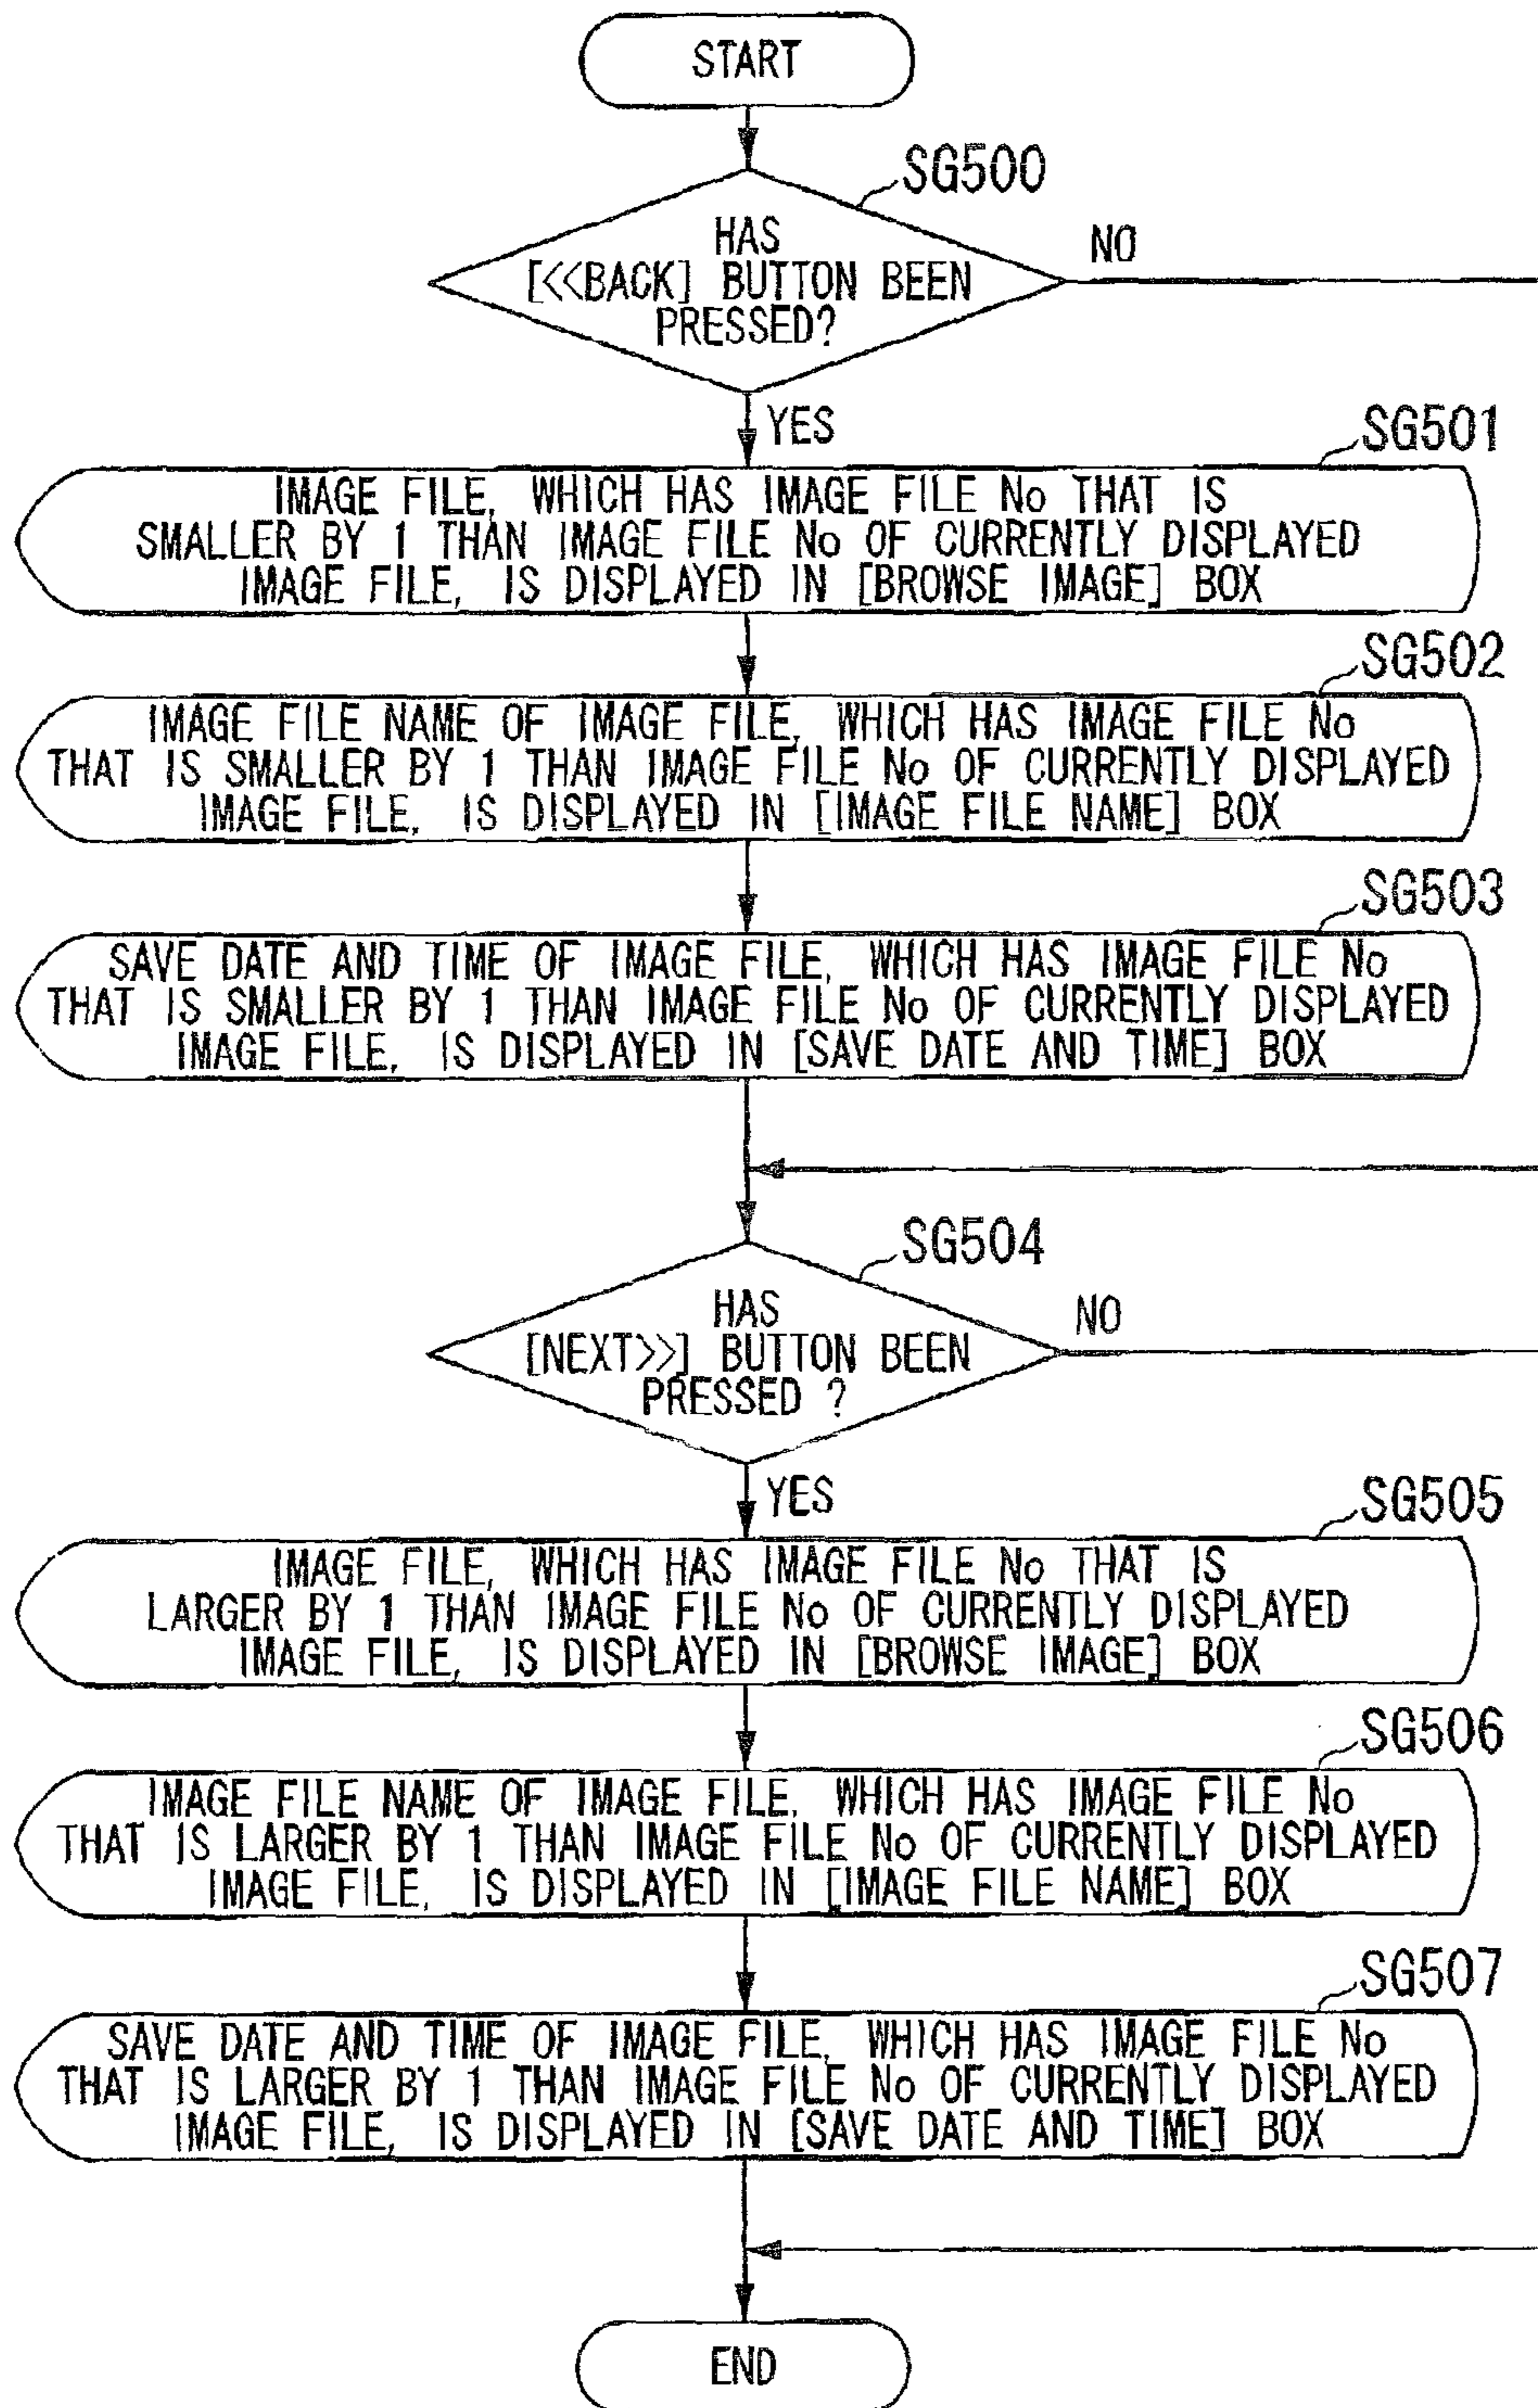 START
SG500
HAS
[<<BACK] BUTTON BEEN
PRESSED?
NO
YES
SG501
IMAGE FILE, WHICH HAS IMAGE FILE No THAT IS
SMALLER BY 1 THAN IMAGE FILE No OF CURRENTLY DISPLAYED
IMAGE FILE, IS DISPLAYED IN [BROWSE IMAGE] BOX
SG502
IMAGE FILE NAME OF IMAGE FILE, WHICH HAS IMAGE FILE No
THAT IS SMALLER BY 1 THAN IMAGE FILE No OF CURRENTLY DISPLAYED
IMAGE FILE, IS DISPLAYED IN [IMAGE FILE NAME] BOX
SG503
SAVE DATE AND TIME OF IMAGE FILE, WHICH HAS IMAGE FILE No
THAT IS SMALLER BY 1 THAN IMAGE FILE No OF CURRENTLY DISPLAYED
IMAGE FILE, IS DISPLAYED IN [SAVE DATE AND TIME] BOX
SG504
HAS
[NEXT>>] BUTTON BEEN
PRESSED ?
NO
YES
SG505
IMAGE FILE, WHICH HAS IMAGE FILE No THAT IS
LARGER BY 1 THAN IMAGE FILE No OF CURRENTLY DISPLAYED
IMAGE FILE, IS DISPLAYED IN [BROWSE IMAGE] BOX
SG506
IMAGE FILE NAME OF IMAGE FILE, WHICH HAS IMAGE FILE No
THAT IS LARGER BY 1 THAN IMAGE FILE No OF CURRENTLY DISPLAYED
IMAGE FILE, IS DISPLAYED IN [IMAGE FILE NAME] BOX
SG507
SAVE DATE AND TIME OF IMAGE FILE, WHICH HAS IMAGE FILE No
THAT IS LARGER BY 1 THAN IMAGE FILE No OF CURRENTLY DISPLAYED
IMAGE FILE, IS DISPLAYED IN [SAVE DATE AND TIME] BOX
END